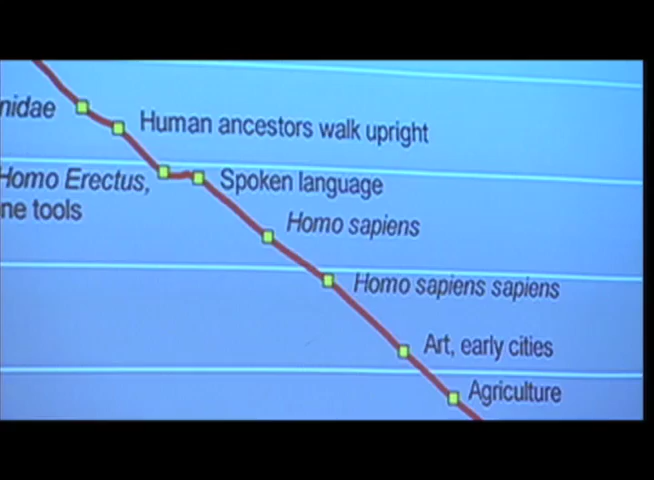 nidae
Human ancestors walk upright
Homo Erectus,
ne tools
Spoken language
Homo sapiens
Homo sapiens sapiens
Art, early cities
Agriculture